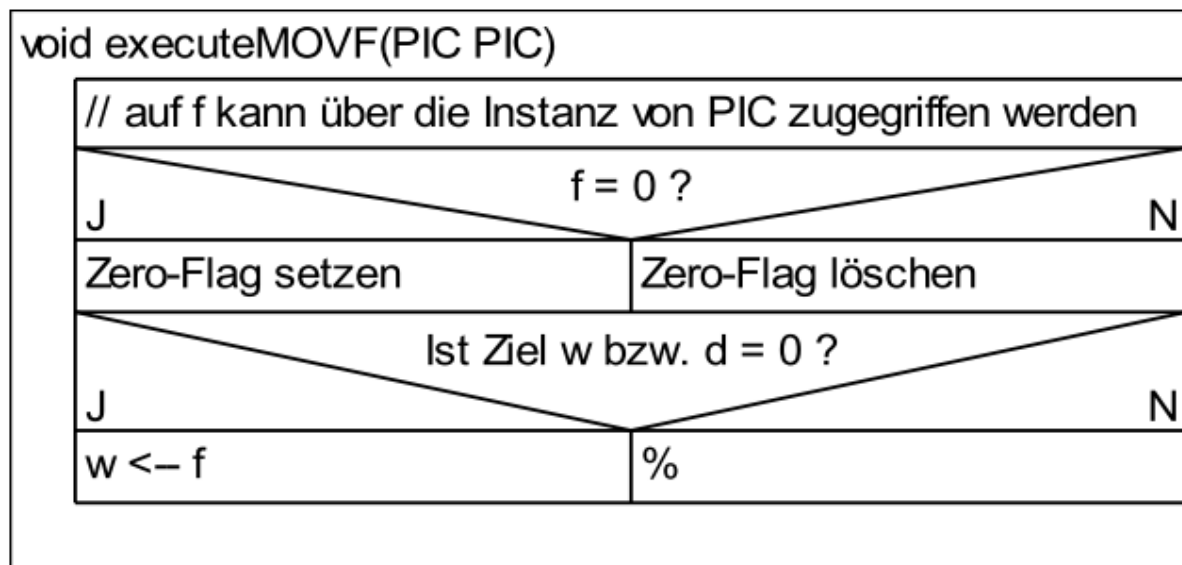 void executeMOVF(PIC PIC)
// auf f kann über die Instanz von PIC zugegriffen werden
f = 0 ?
J
N
Zero-Flag setzen
Zero-Flag löschen
Ist Ziel w bzw. d = 0 ?
J
N
w <– f
%